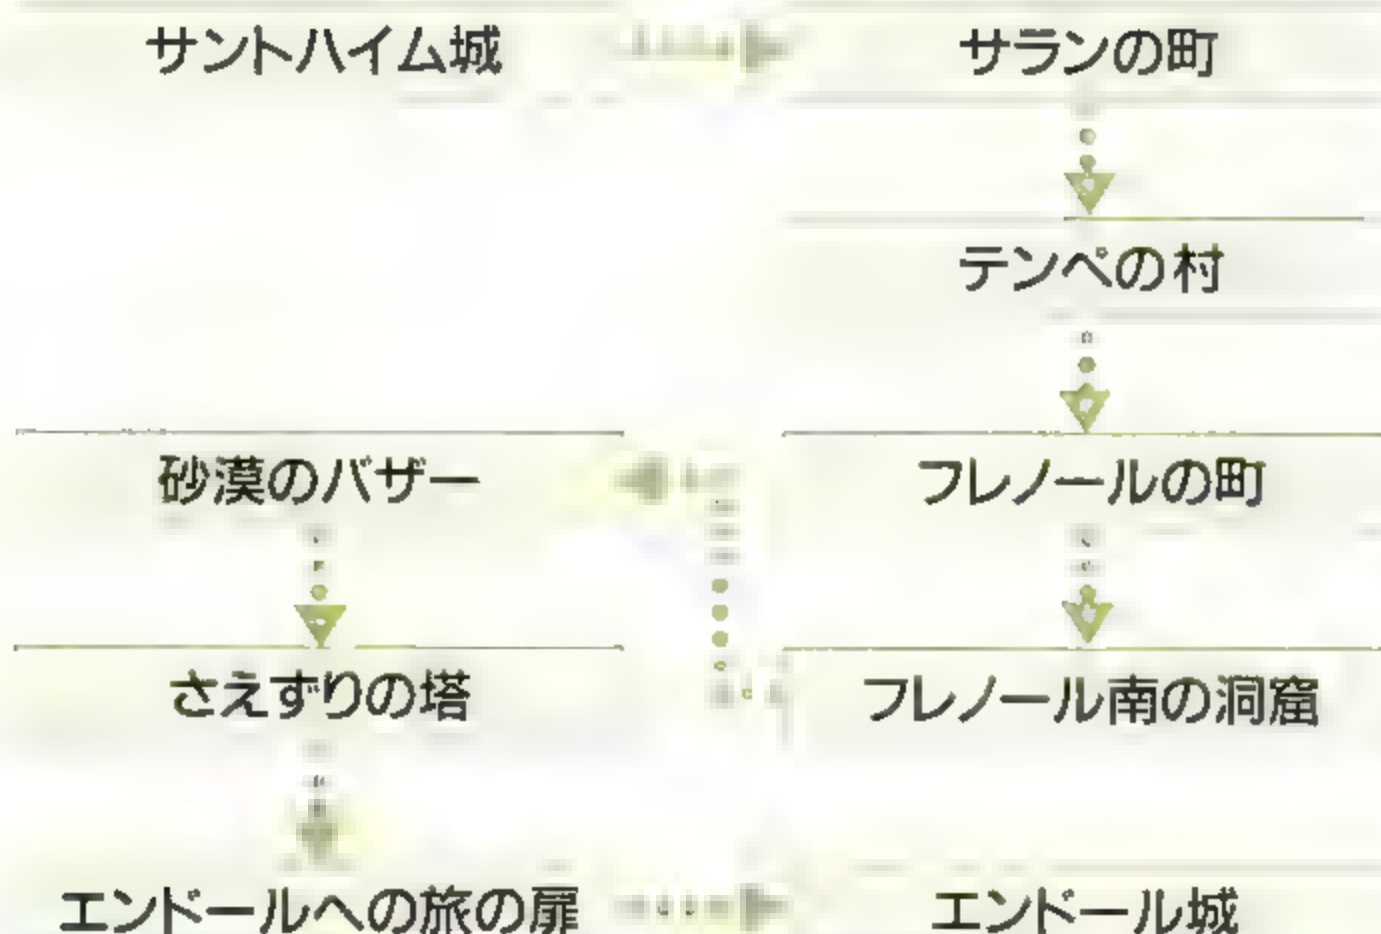 サントハイム城
サランの町
テンペの村
フレノールの町
フレノール南の洞窟
砂漠のバザー
さえずりの塔
エンドールへの旅の扉
エンドール城